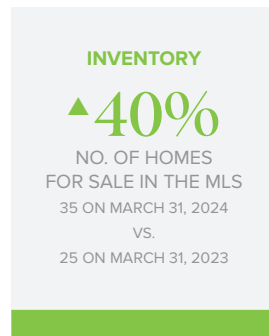 INVENTORY
▲40%
NO. OF HOMES
FOR SALE IN THE MLS
35 ON MARCH 31, 2024
VS.
25 ON MARCH 31, 2023